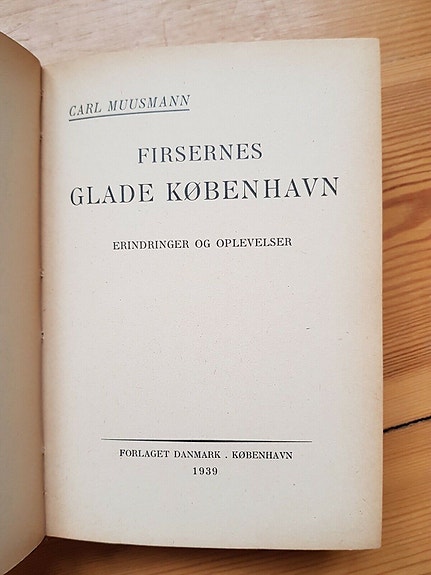 CARL MUUSMANN
FIRSERNES
GLADE KØBENHAVN
ERINDRINGER OG OPLEVELSER
FORLAGET DANMARK . KØBENHAVN
1939